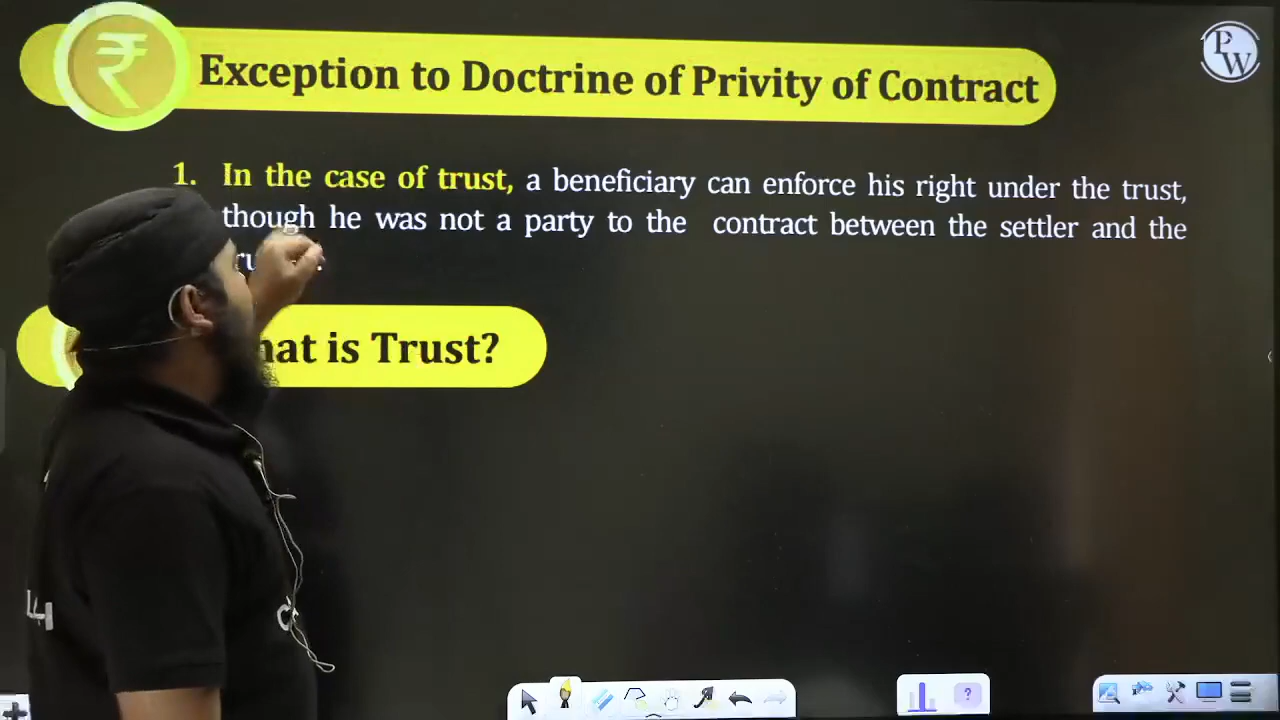 ₹
Exception to Doctrine of Privity of Contract
PW
1. In the case of trust, a beneficiary can enforce his right under the trust,
though he was not a party to the contract between the settler and the
is Trust?
?